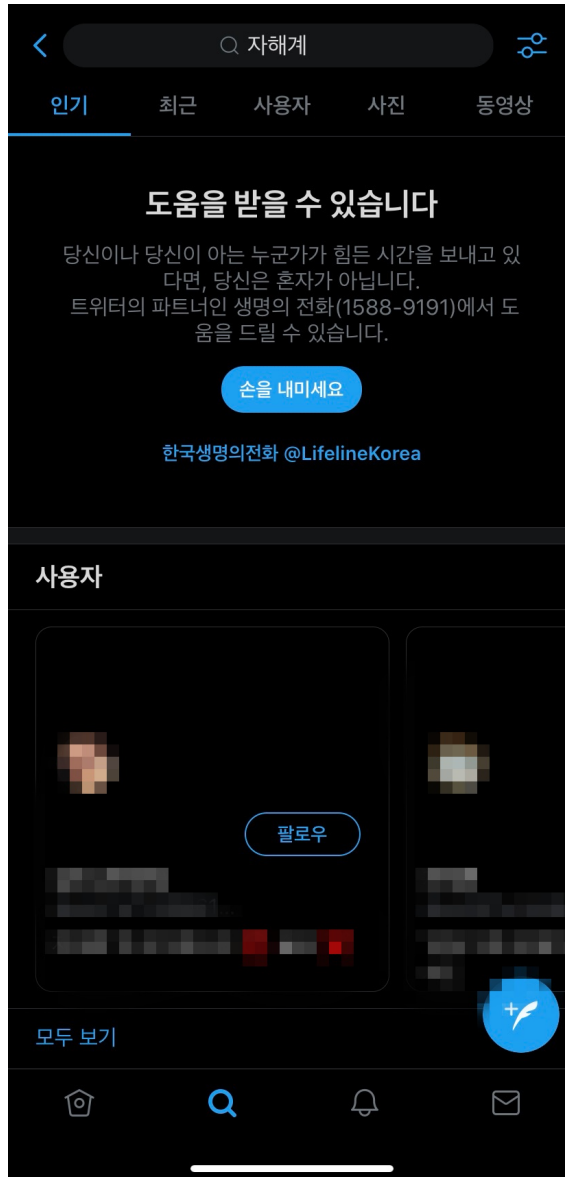 자해계
인기 최근 사용자 사진 동영상
도움을 받을 수 있습니다
당신이나 당신이 아는 누군가가 힘든 시간을 보내고 있
다면, 당신은 혼자가 아닙니다.
트위터의 파트너인 생명의 전화(1588-9191)에서 도
움을 드릴 수 있습니다.
손을 내미세요
한국생명의전화 @LifelineKorea
사용자
팔로우
모두 보기